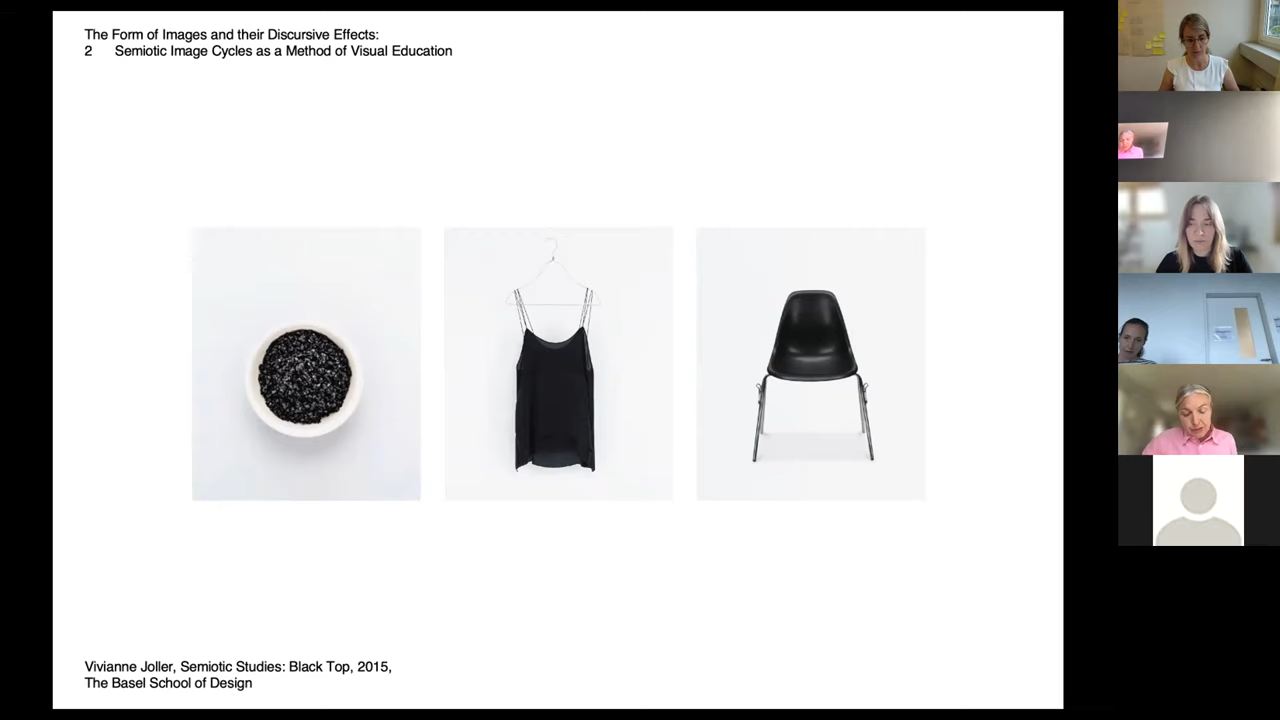 The Form of Images and their Discursive Effects:
2 Semiotic Image Cycles as a Method of Visual Education
Vivianne Joller, Semiotic Studies: Black Top, 2015,
The Basel School of Design